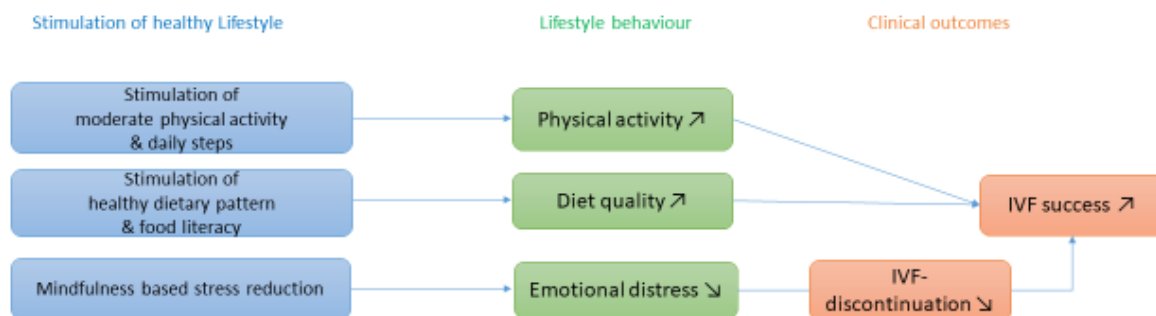 Stimulation of healthy Lifestyle
Lifestyle behaviour
Clinical outcomes
Stimulation of
moderate physical activity
& daily steps
Physical activity ↗
Stimulation of
healthy dietary pattern
& food literacy
Diet quality ↗
IVF success ↗
Mindfulness based stress reduction
Emotional distress ↘
IVF-
discontinuation ↘